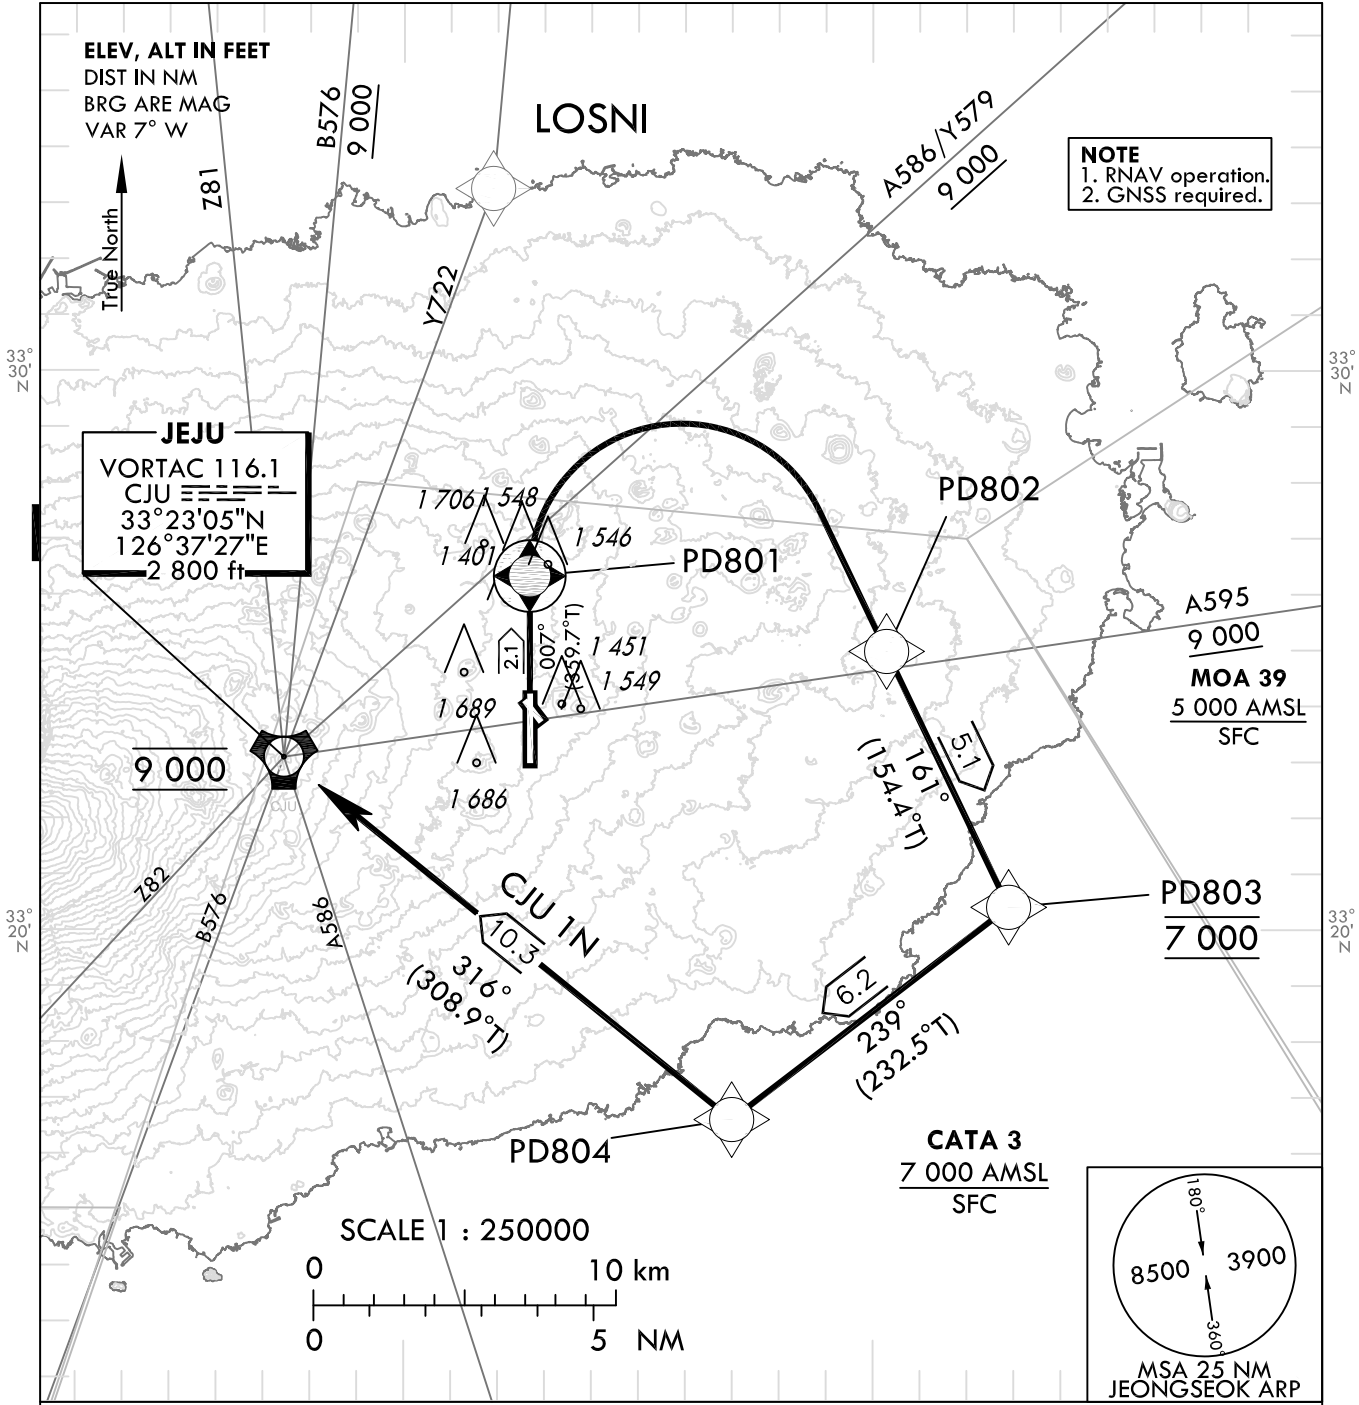 ELEV, ALT IN FEET
DIST IN NM
BRG ARE MAG
VAR 7° W
True North
Z81
B576
9 000
LOSNI
Y722
A586/Y579
9 000
NOTE
1. RNAV operation.
2. GNSS required.
33°
30'
N
33°
30'
N
JEJU
VORTAC 116.1
CJU
33°23'05"N
126°37'27"E
2 800 ft
1 706
1 548
1 546
1 401
PD801
PD802
2.1
007°
(359.7°T)
1 451
1 549
1 689
1 686
A595
9 000
MOA 39
5 000 AMSL
SFC
9 000
CJU
5.1
161°
(154.4°T)
Z82
B576
A586
CJU 1N
10.3
316°
(308.9°T)
PD803
7 000
33°
20'
N
33°
20'
N
6.2
239°
(232.5°T)
PD804
CATA 3
7 000 AMSL
SFC
SCALE 1 : 250000
0 10 km
0 5 NM
180°
8500 3900
360°
MSA 25 NM
JEONGSEOK ARP